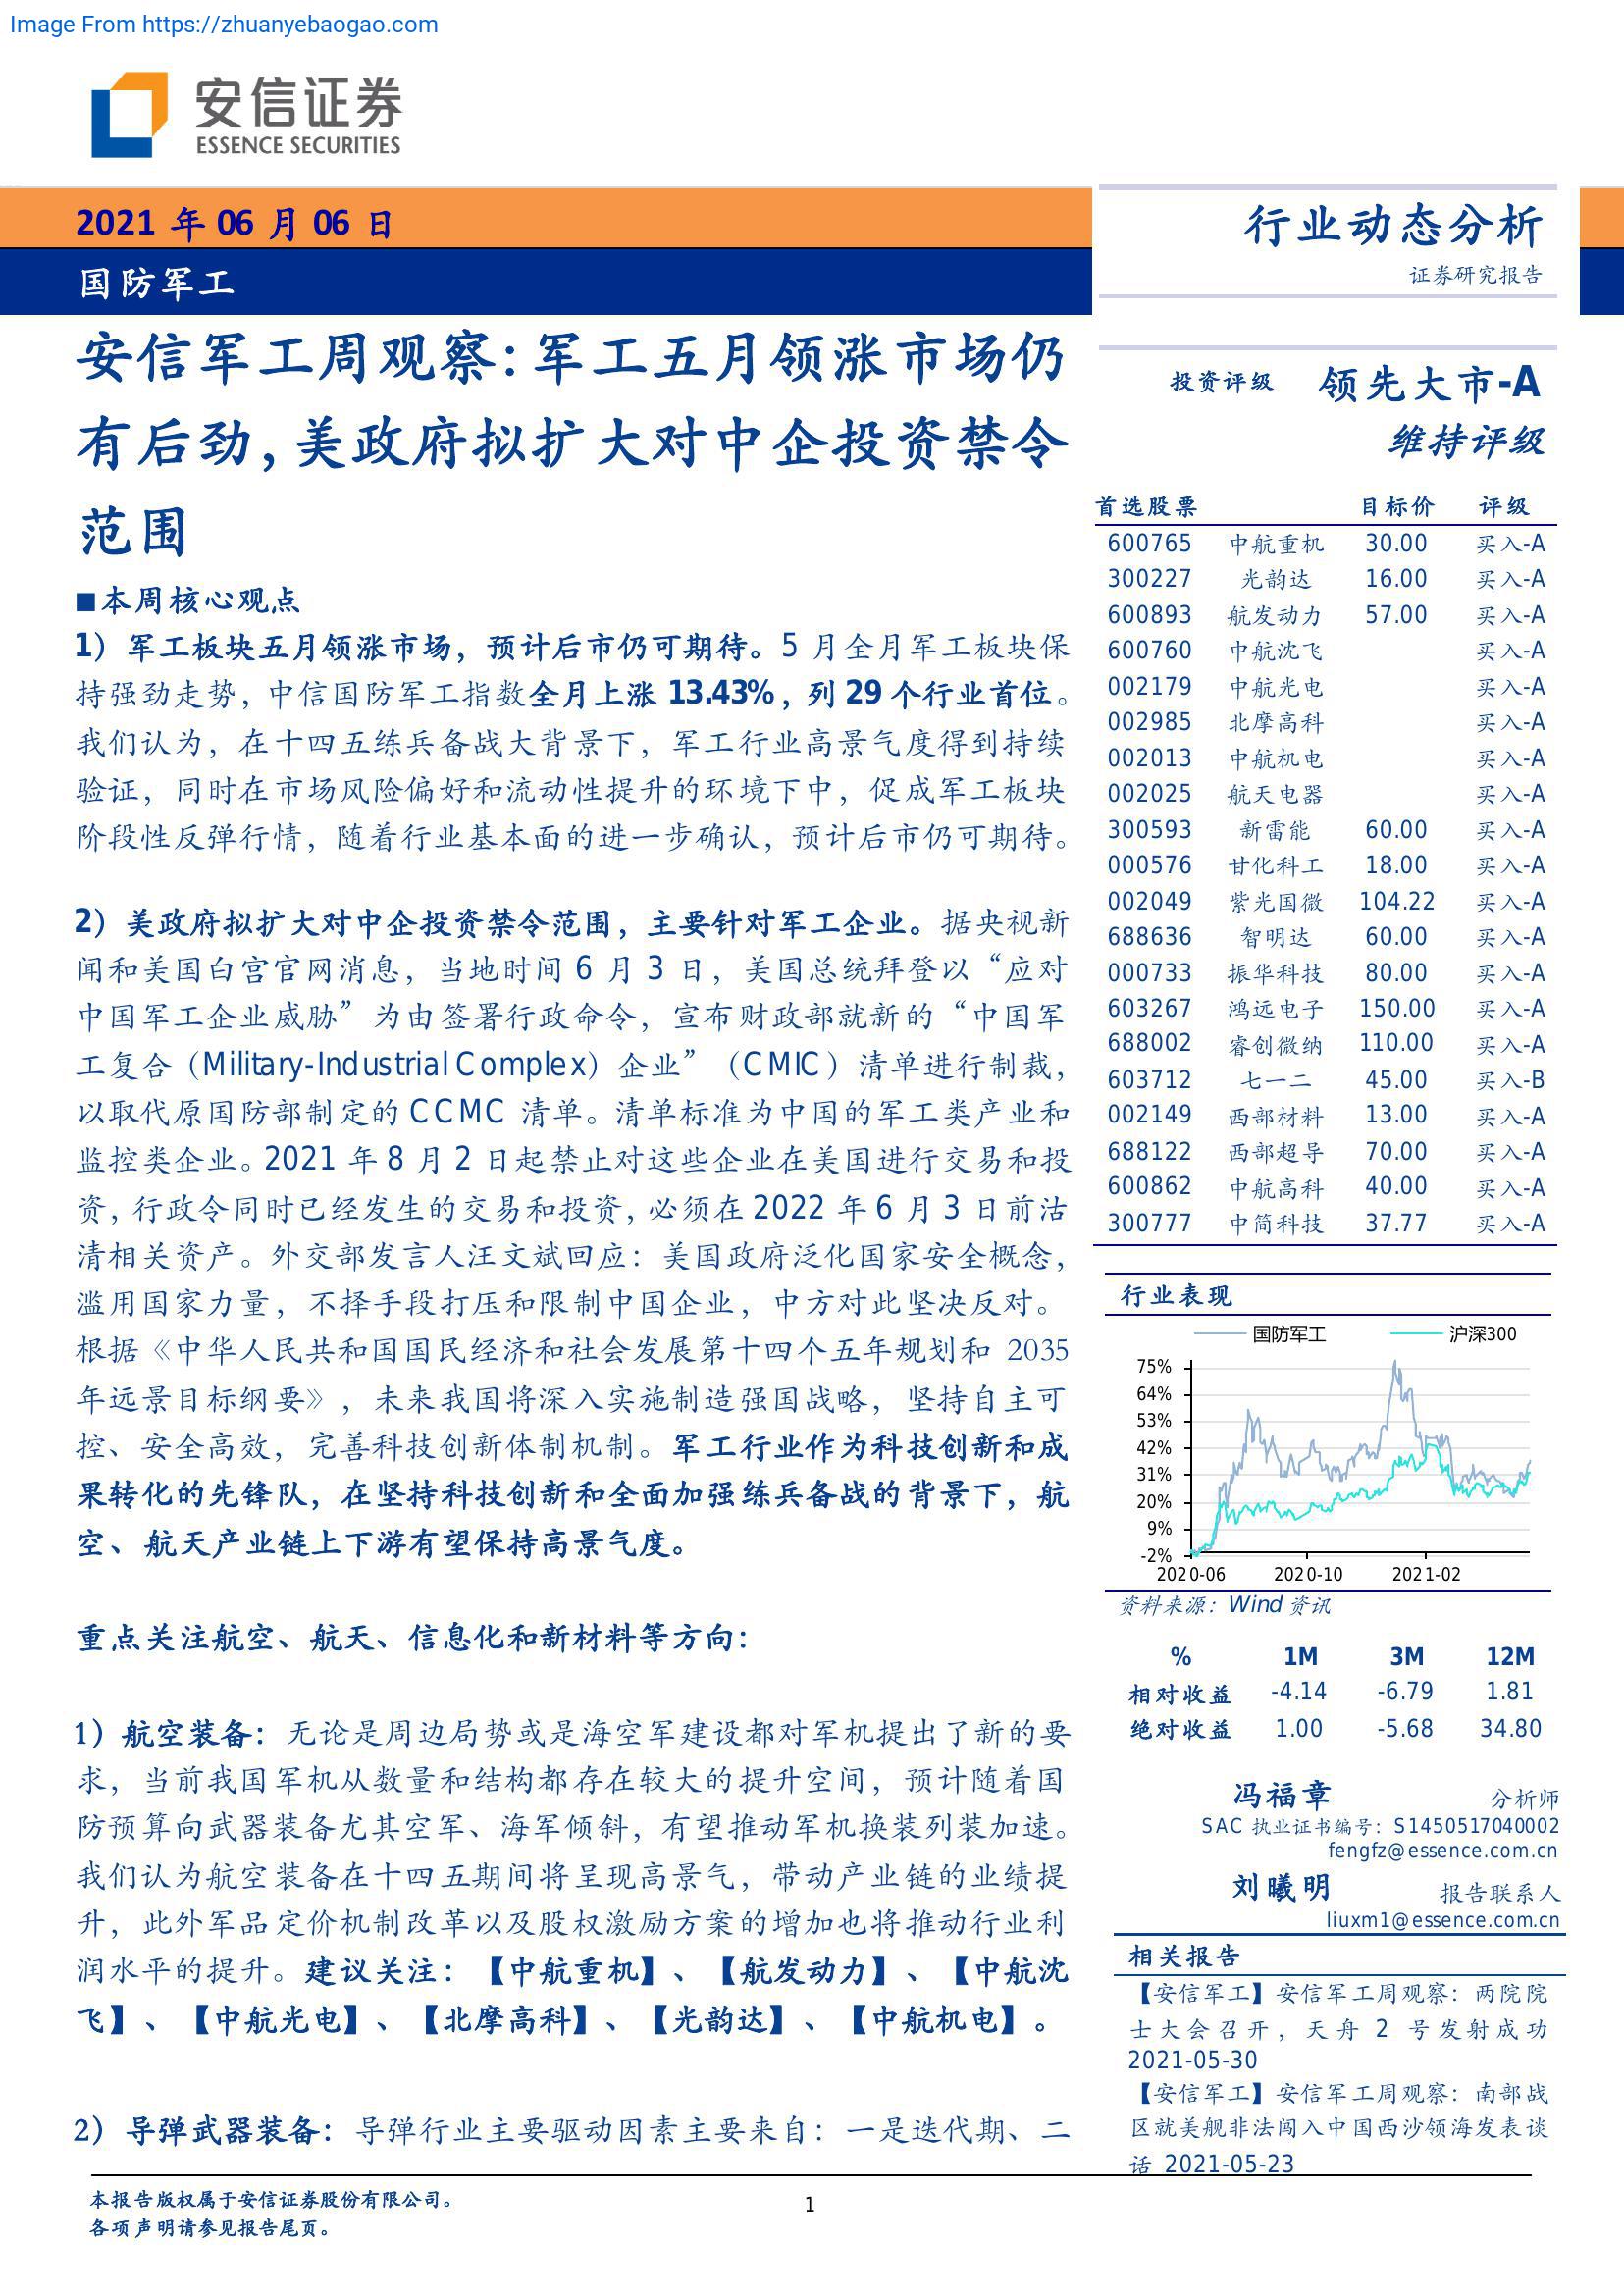 Image From https://zhuanyebaogao.com
安信证券
ESSENCE SECURITIES
2021 年 06 月 06 日
国防军工
安信军工周观察：军工五月领涨市场仍
有后劲，美政府拟扩大对中企投资禁令
范围
■本周核心观点
1）军工板块五月领涨市场，预计后市仍可期待。5 月全月军工板块保
持强劲走势，中信国防军工指数全月上涨 13.43%，列 29 个行业首位。
我们认为，在十四五练兵备战大背景下，军工行业高景气度得到持续
验证，同时在市场风险偏好和流动性提升的环境下中，促成军工板块
阶段性反弹行情，随着行业基本面的进一步确认，预计后市仍可期待。
2）美政府拟扩大对中企投资禁令范围，主要针对军工企业。据央视新
闻和美国白宫官网消息，当地时间 6 月 3 日，美国总统拜登以“应对
中国军工企业威胁”为由签署行政命令，宣布财政部就新的“中国军
工复合（Military-Industrial Complex）企业”（CMIC）清单进行制裁，
以取代原国防部制定的 CCMC 清单。清单标准为中国的军工类产业和
监控类企业。2021 年 8 月 2 日起禁止对这些企业在美国进行交易和投
资，行政令同时已经发生的交易和投资，必须在 2022 年 6 月 3 日前沽
清相关资产。外交部发言人汪文斌回应：美国政府泛化国家安全概念，
滥用国家力量，不择手段打压和限制中国企业，中方对此坚决反对。
根据《中华人民共和国国民经济和社会发展第十四个五年规划和 2035
年远景目标纲要》，未来我国将深入实施制造强国战略，坚持自主可
控、安全高效，完善科技创新体制机制。军工行业作为科技创新和成
果转化的先锋队，在坚持科技创新和全面加强练兵备战的背景下，航
空、航天产业链上下游有望保持高景气度。
重点关注航空、航天、信息化和新材料等方向：
1）航空装备：无论是周边局势或是海空军建设都对军机提出了新的要
求，当前我国军机从数量和结构都存在较大的提升空间，预计随着国
防预算向武器装备尤其空军、海军倾斜，有望推动军机换装列装加速。
我们认为航空装备在十四五期间将呈现高景气，带动产业链的业绩提
升，此外军品定价机制改革以及股权激励方案的增加也将推动行业利
润水平的提升。建议关注：【中航重机】、【航发动力】、【中航沈
飞】、【中航光电】、【北摩高科】、【光韵达】、【中航机电】。
2）导弹武器装备：导弹行业主要驱动因素主要来自：一是迭代期、二
行业动态分析
证券研究报告
投资评级 领先大市-A
维持评级
首选股票 目标价 评级
600765 中航重机 30.00 买入-A
300227 光韵达 16.00 买入-A
600893 航发动力 57.00 买入-A
600760 中航沈飞 买入-A
002179 中航光电 买入-A
002985 北摩高科 买入-A
002013 中航机电 买入-A
002025 航天电器 买入-A
300593 新雷能 60.00 买入-A
000576 甘化科工 18.00 买入-A
002049 紫光国微 104.22 买入-A
688636 智明达 60.00 买入-A
000733 振华科技 80.00 买入-A
603267 鸿远电子 150.00 买入-A
688002 睿创微纳 110.00 买入-A
603712 七一二 45.00 买入-B
002149 西部材料 13.00 买入-A
688122 西部超导 70.00 买入-A
600862 中航高科 40.00 买入-A
300777 中简科技 37.77 买入-A
行业表现
国防军工 沪深300
75%
64%
53%
42%
31%
20%
9%
-2%
2020-06 2020-10 2021-02
资料来源：Wind 资讯
% 1M 3M 12M
相对收益 -4.14 -6.79 1.81
绝对收益 1.00 -5.68 34.80
冯福章 分析师
SAC 执业证书编号：S1450517040002
fengfz@essence.com.cn
刘曦明 报告联系人
liuxm1@essence.com.cn
相关报告
【安信军工】安信军工周观察：两院院
士大会召开，天舟 2 号发射成功
2021-05-30
【安信军工】安信军工周观察：南部战
区就美舰非法闯入中国西沙领海发表谈
话 2021-05-23
本报告版权属于安信证券股份有限公司。
各项声明请参见报告尾页。
1